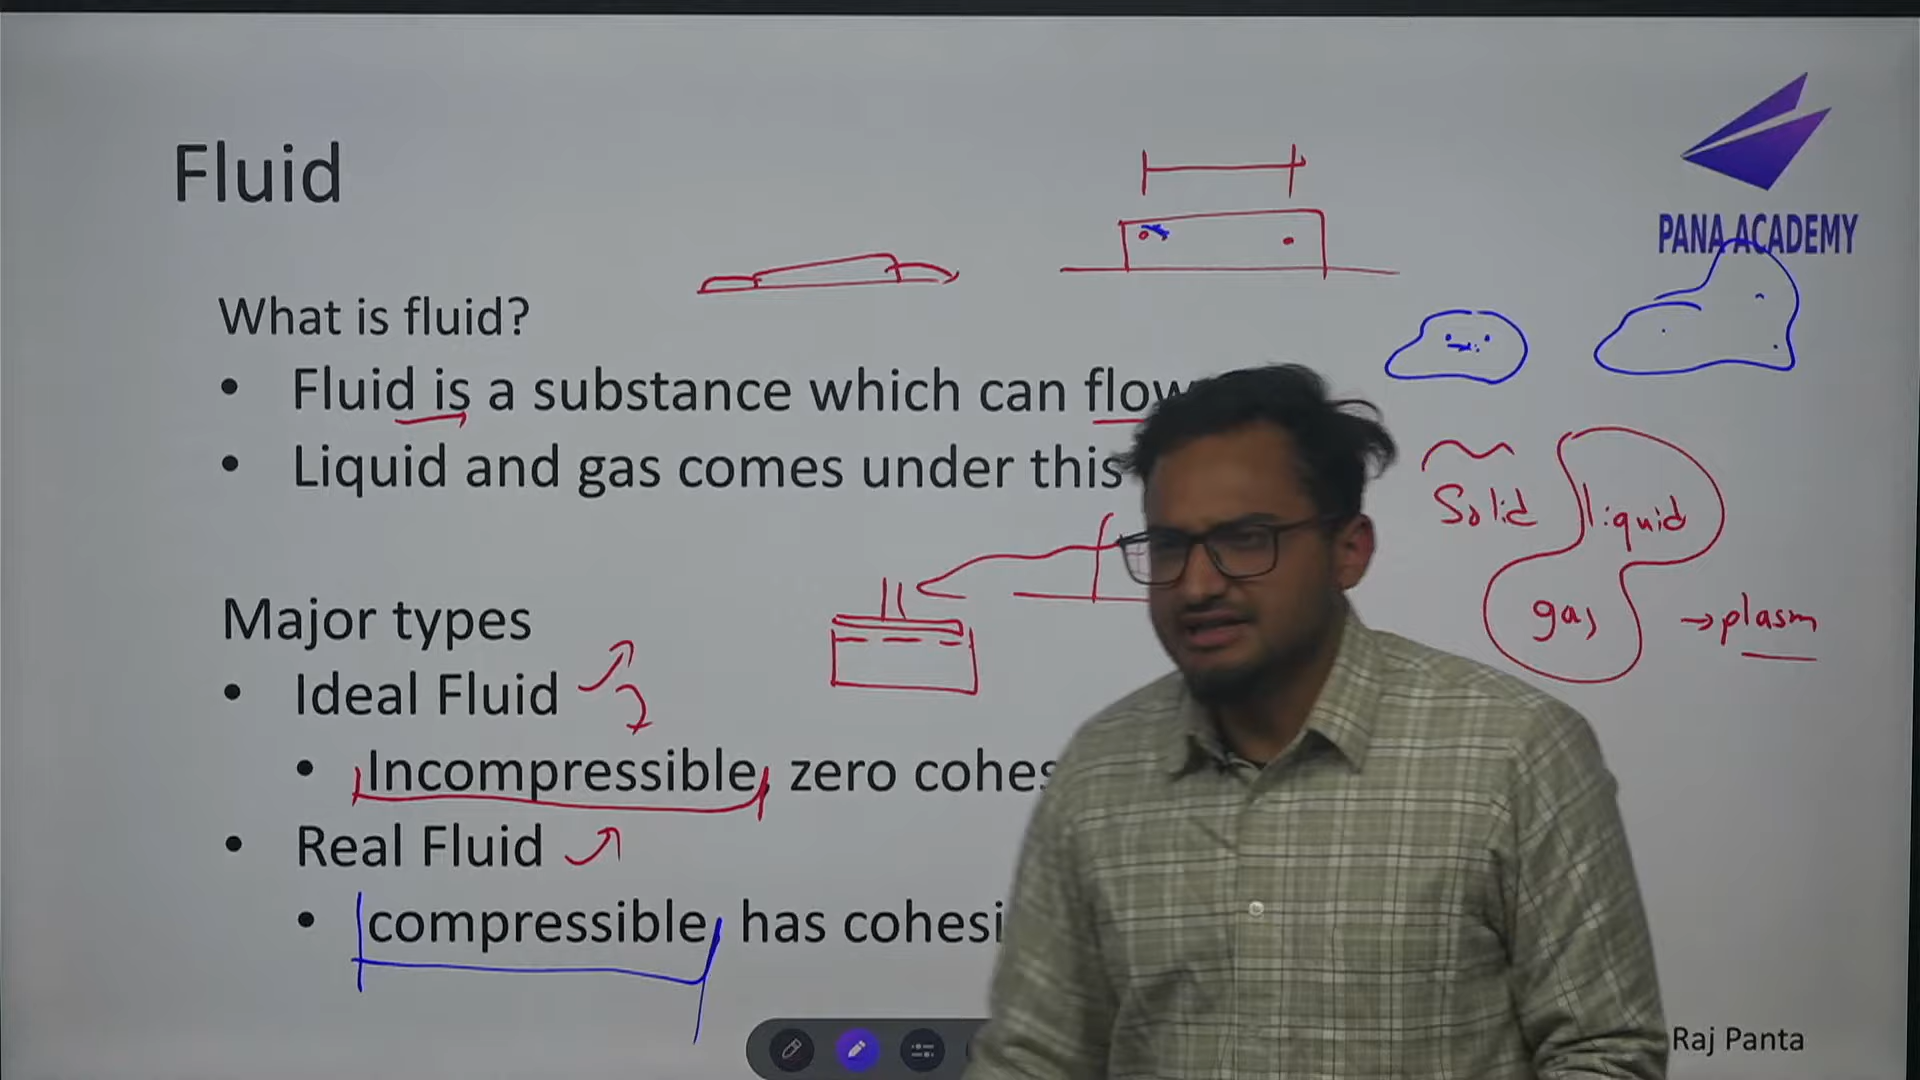 Fluid
PANA ACADEMY
What is fluid?
• Fluid is a substance which can flow
• Liquid and gas comes under this
Solid
liquid
gas
→plasm
Major types
• Ideal Fluid
• Incompressible, zero cohes
• Real Fluid
• compressible, has cohesi
Raj Panta